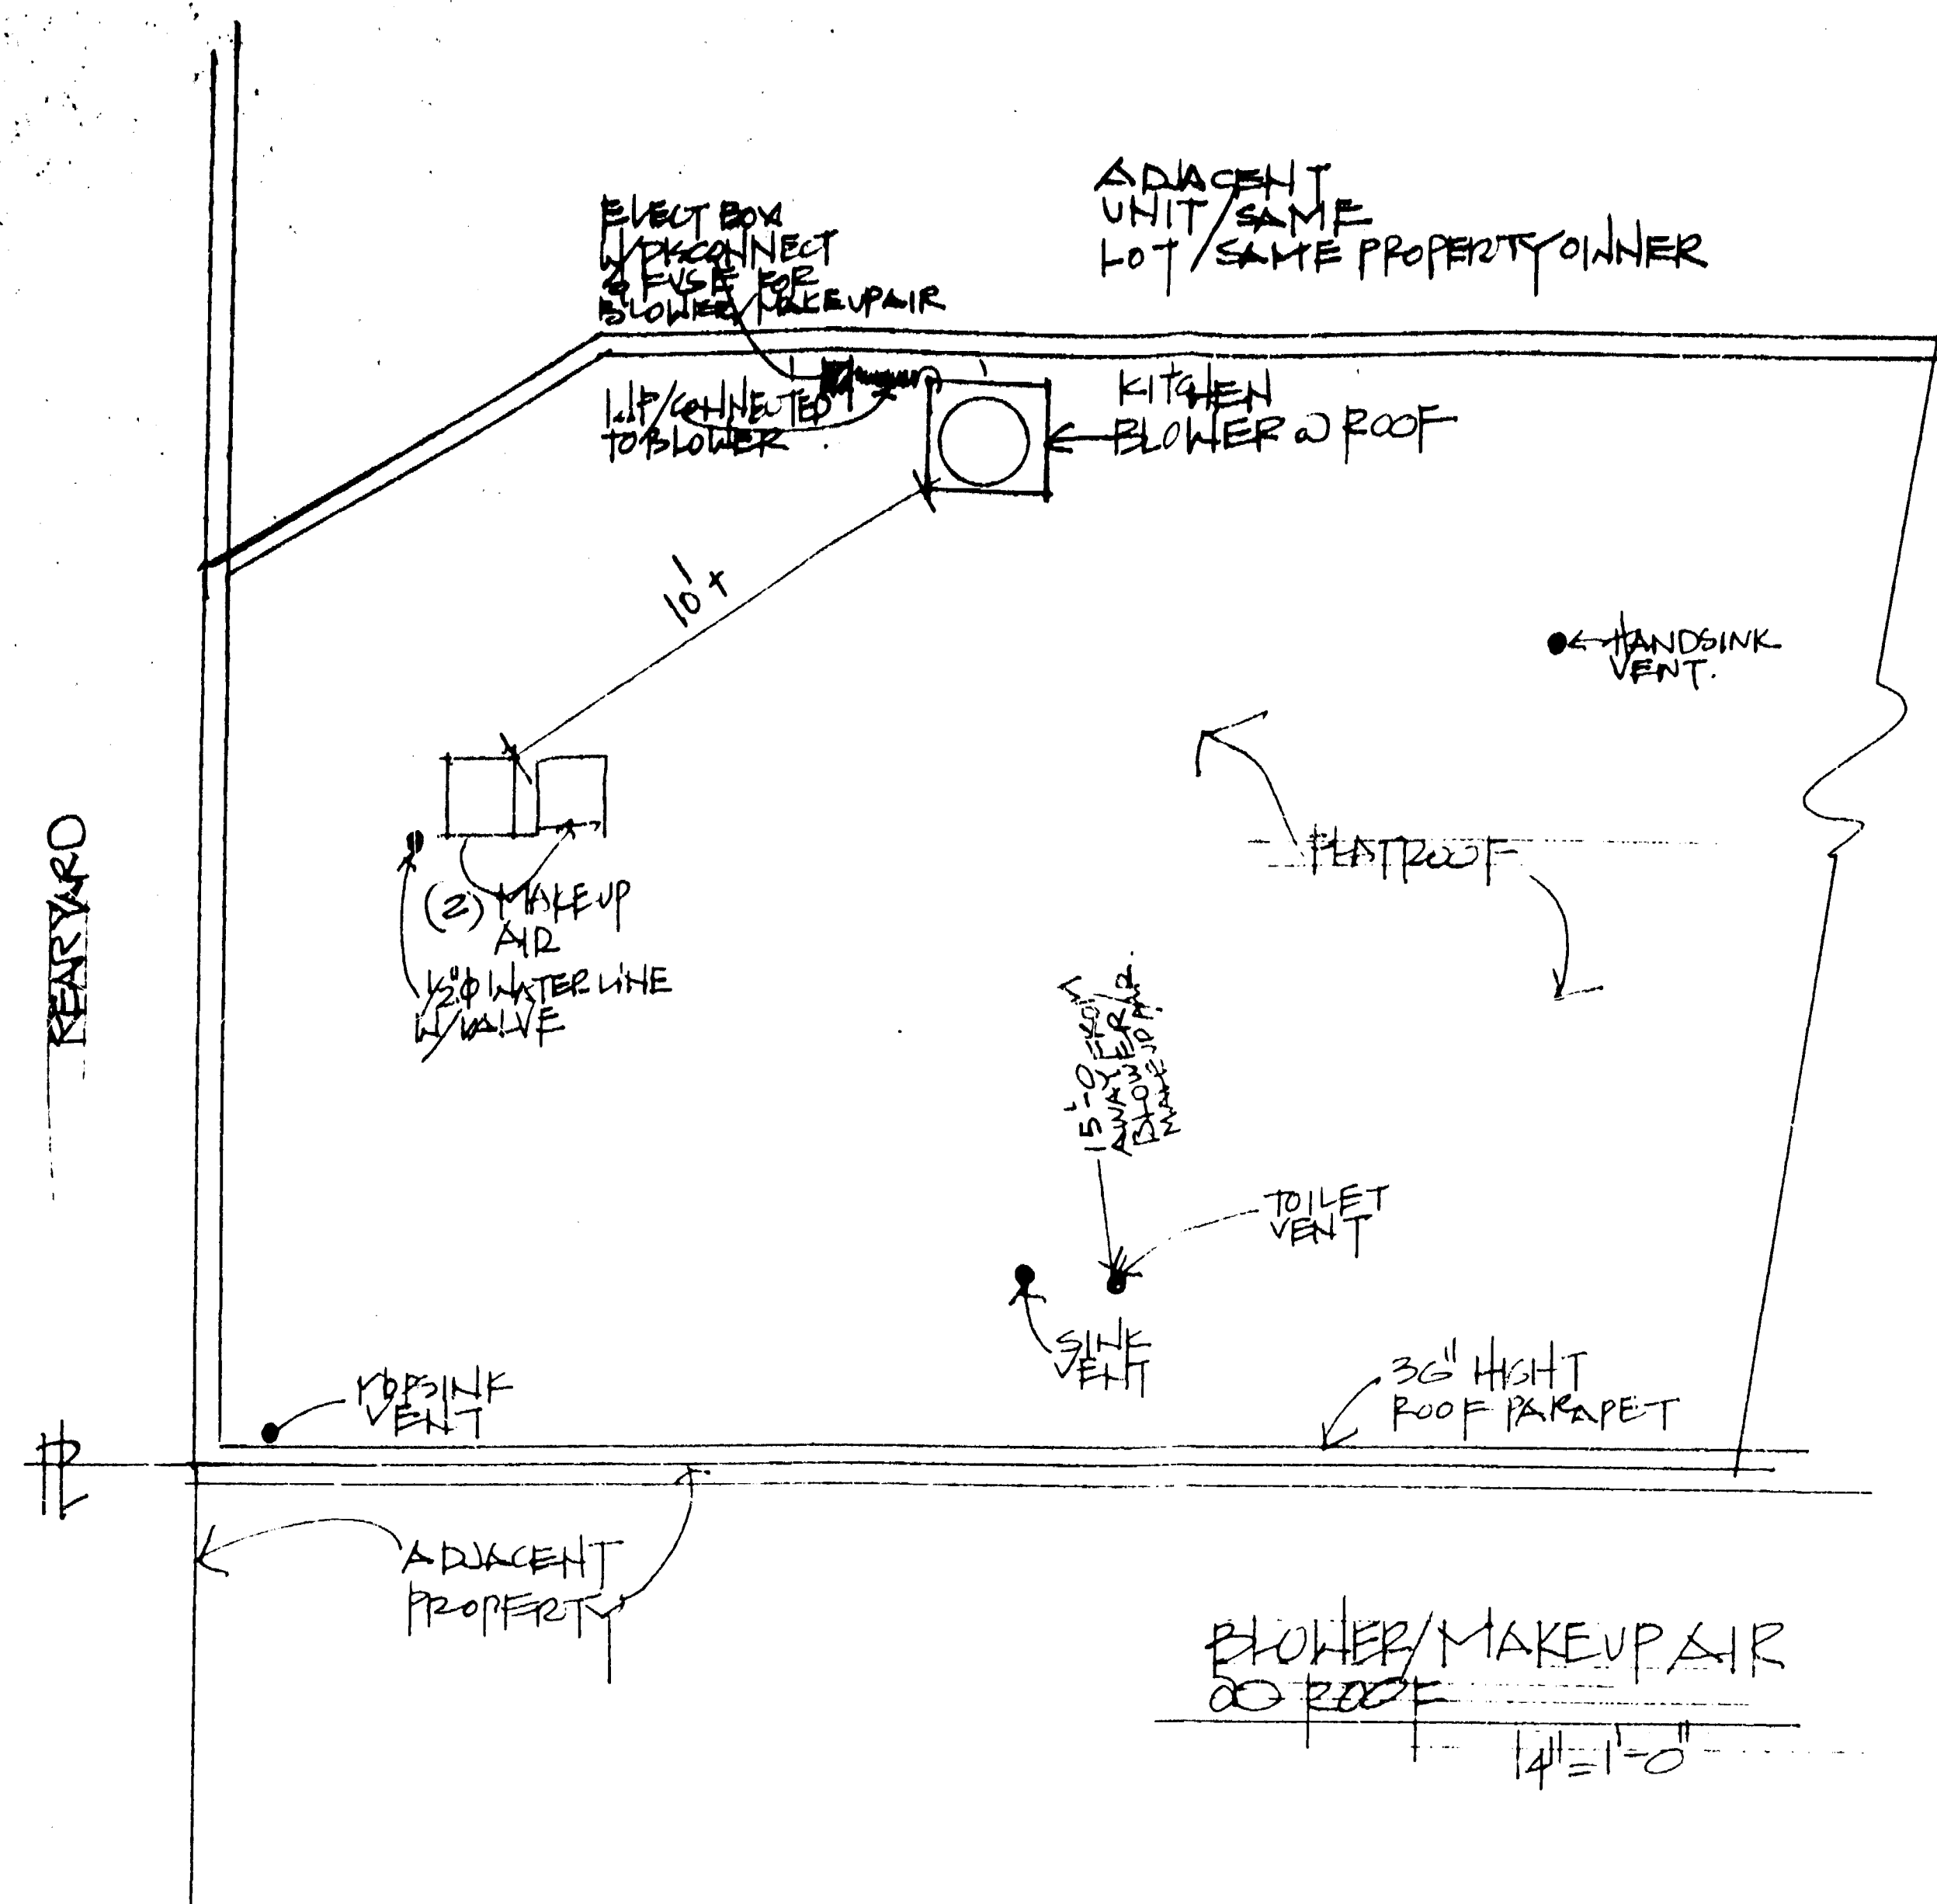 ADJACENT
UNIT/SAME
LOT/SAME PROPERTY OWNER
ELECT BOX
W/DISCONNECT
& FUSE FOR
BLOWER/MAKEUP AIR
L.T/CONNECTED
TO BLOWER
KITCHEN
BLOWER @ ROOF
10'+
HANDSINK
VENT.
FLAT ROOF
REARYARD
(2) MAKEUP
AIR
1/2"Φ WATER LINE
W/VALVE
15'-0 FROM
AWAY FROM
BLOWER/
MAKEUP AIR.
TOILET
VENT
SINK
VENT
MOPSINK
VENT
36" HIGHT
ROOF PARAPET
PL
ADJACENT
PROPERTY
BLOWER/MAKEUP AIR
@ ROOF
1/4"=1'-0"